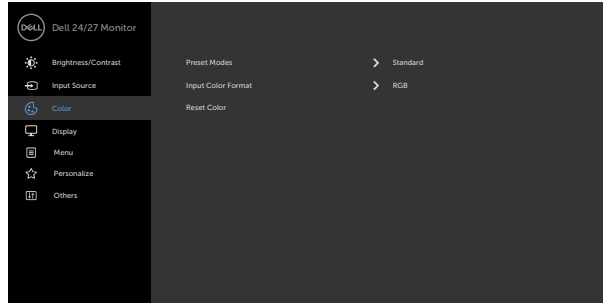 DELL Dell 24/27 Monitor
Brightness/Contrast Preset Modes Standard
Input Source Input Color Format RGB
Color Reset Color
Display
Menu
Personalize
Others